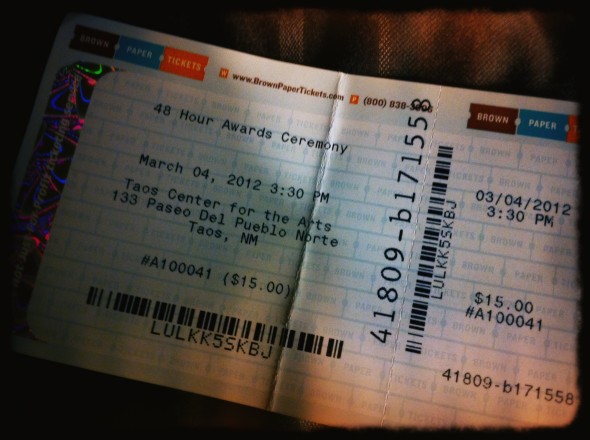 BROWN PAPER TICKETS
www.BrownPaperTickets.com
(800) 838-
48 Hour Awards Ceremony
March 04, 2012 3:30 PM
Taos Center for the Arts
133 Paseo Del Pueblo Norte
Taos, NM
#A100041 ($15.00)
LULKK5SKBJ
41809-b171558
LULKK5SKBJ
BROWN PAPER
03/04/2012
3:30 PM
$15.00
#A100041
41809-b171558